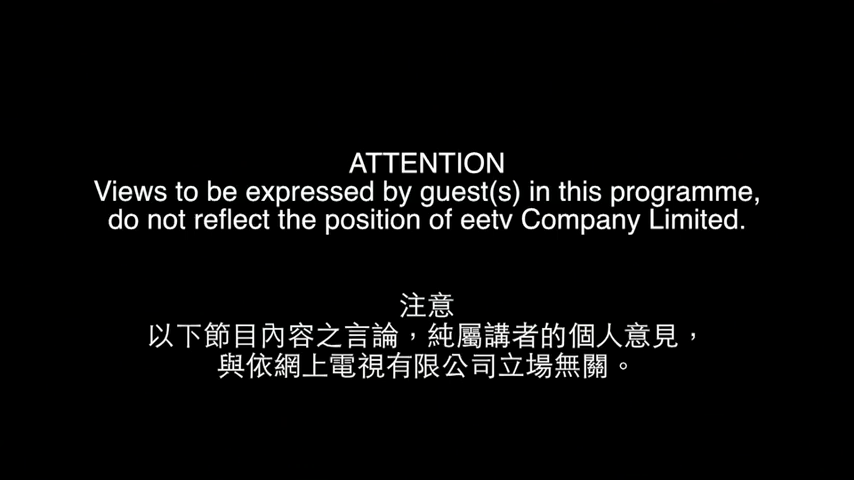 ATTENTION
Views to be expressed by guest(s) in this programme,
do not reflect the position of eetv Company Limited.
注意
以下節目內容之言論，純屬講者的個人意見，
與依網上電視有限公司立場無關。